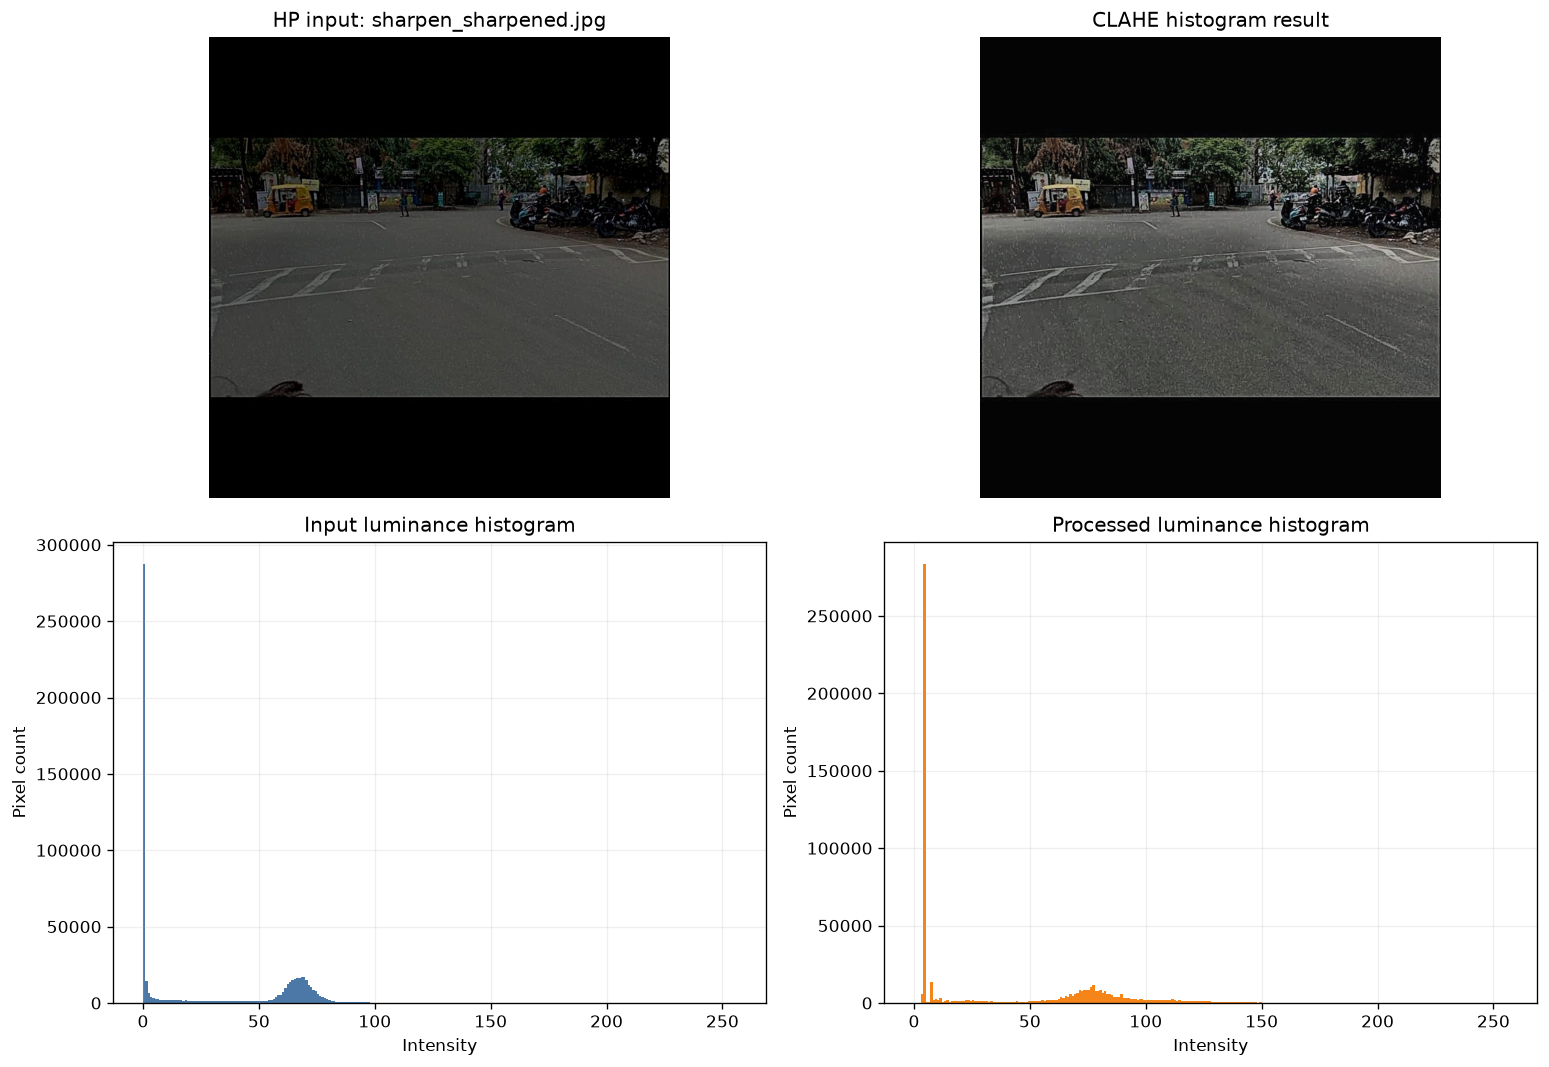 HP input: sharpen_sharpened.jpg
CLAHE histogram result
Input luminance histogram
300000
250000
200000
150000
100000
50000
0
Pixel count
0 50 100 150 200 250
Intensity
Processed luminance histogram
250000
200000
150000
100000
50000
0
Pixel count
0 50 100 150 200 250
Intensity